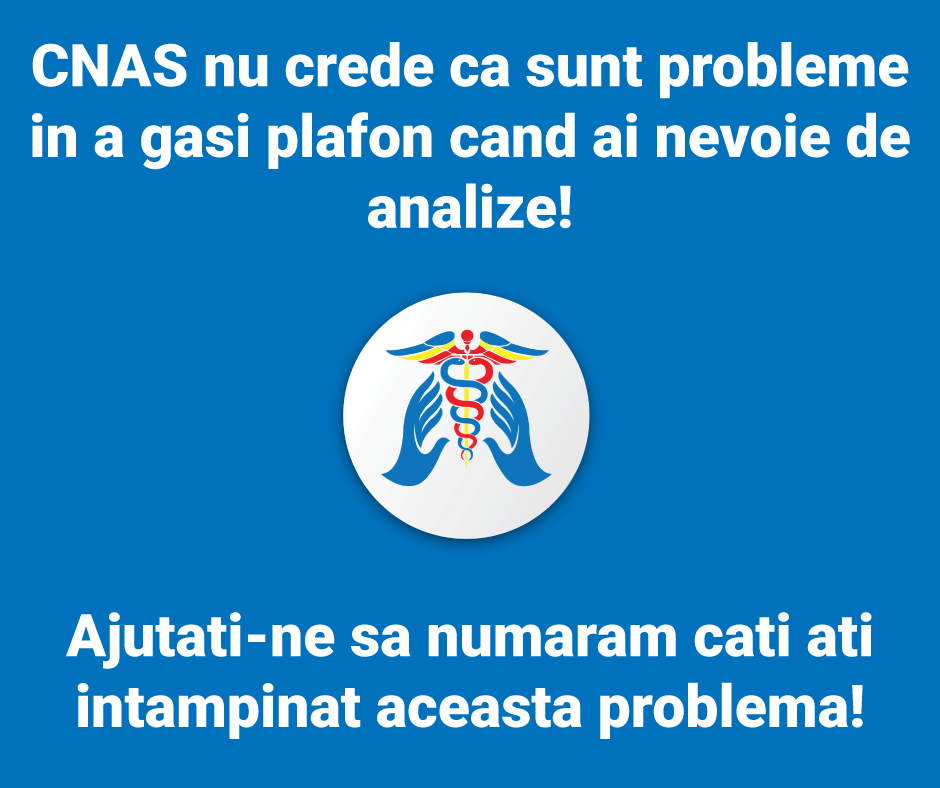 CNAS nu crede ca sunt probleme
in a gasi plafon cand ai nevoie de
analize!
Ajutati-ne sa numaram cati ati
intampinat aceasta problema!